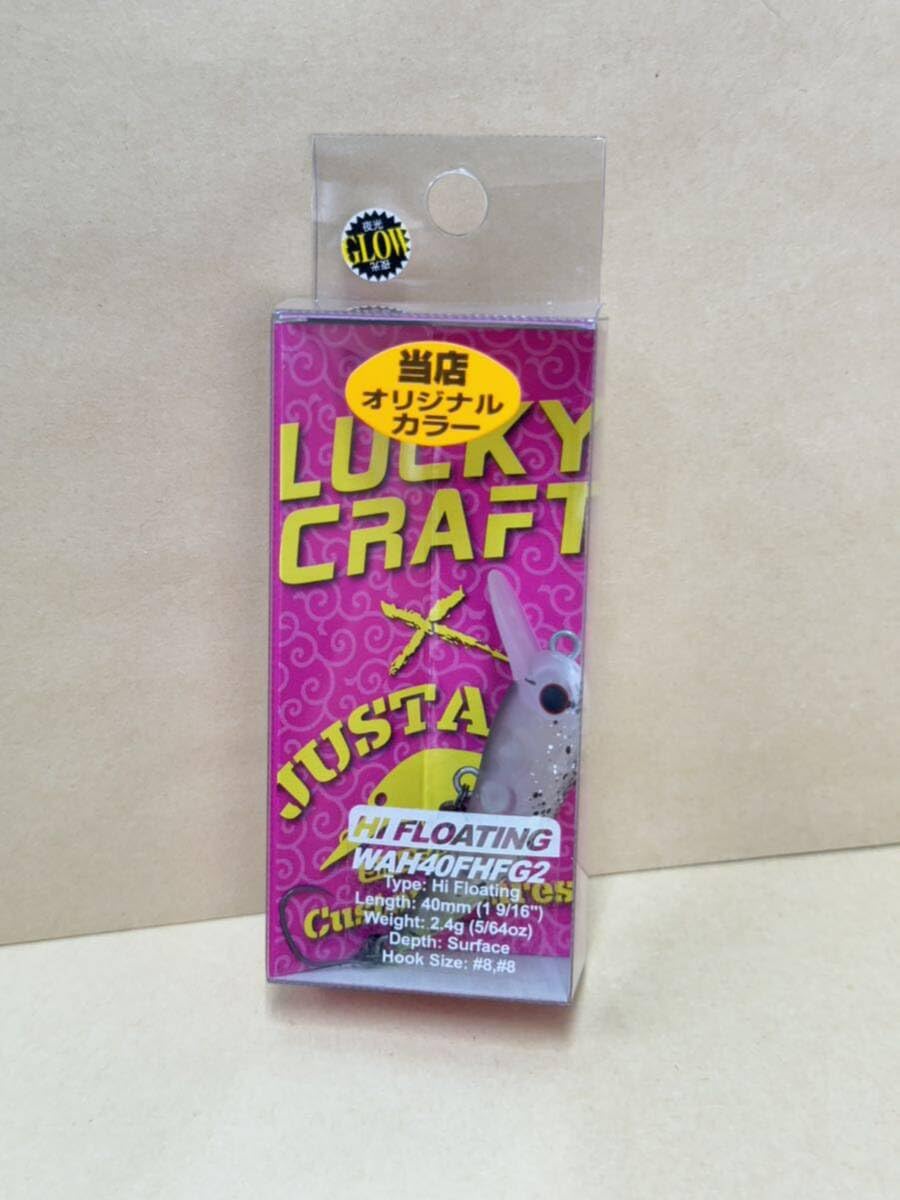 夜光
GLOW
夜光
当店
オリジナル
カラー
LUCKY
CRAFT
×
JUSTA
HI FLOATING
WAH40FHFG2
Type: Hi Floating
Length: 40mm (1 9/16")
Weight: 2.4g (5/64oz)
Depth: Surface
Hook Size: #8,#8